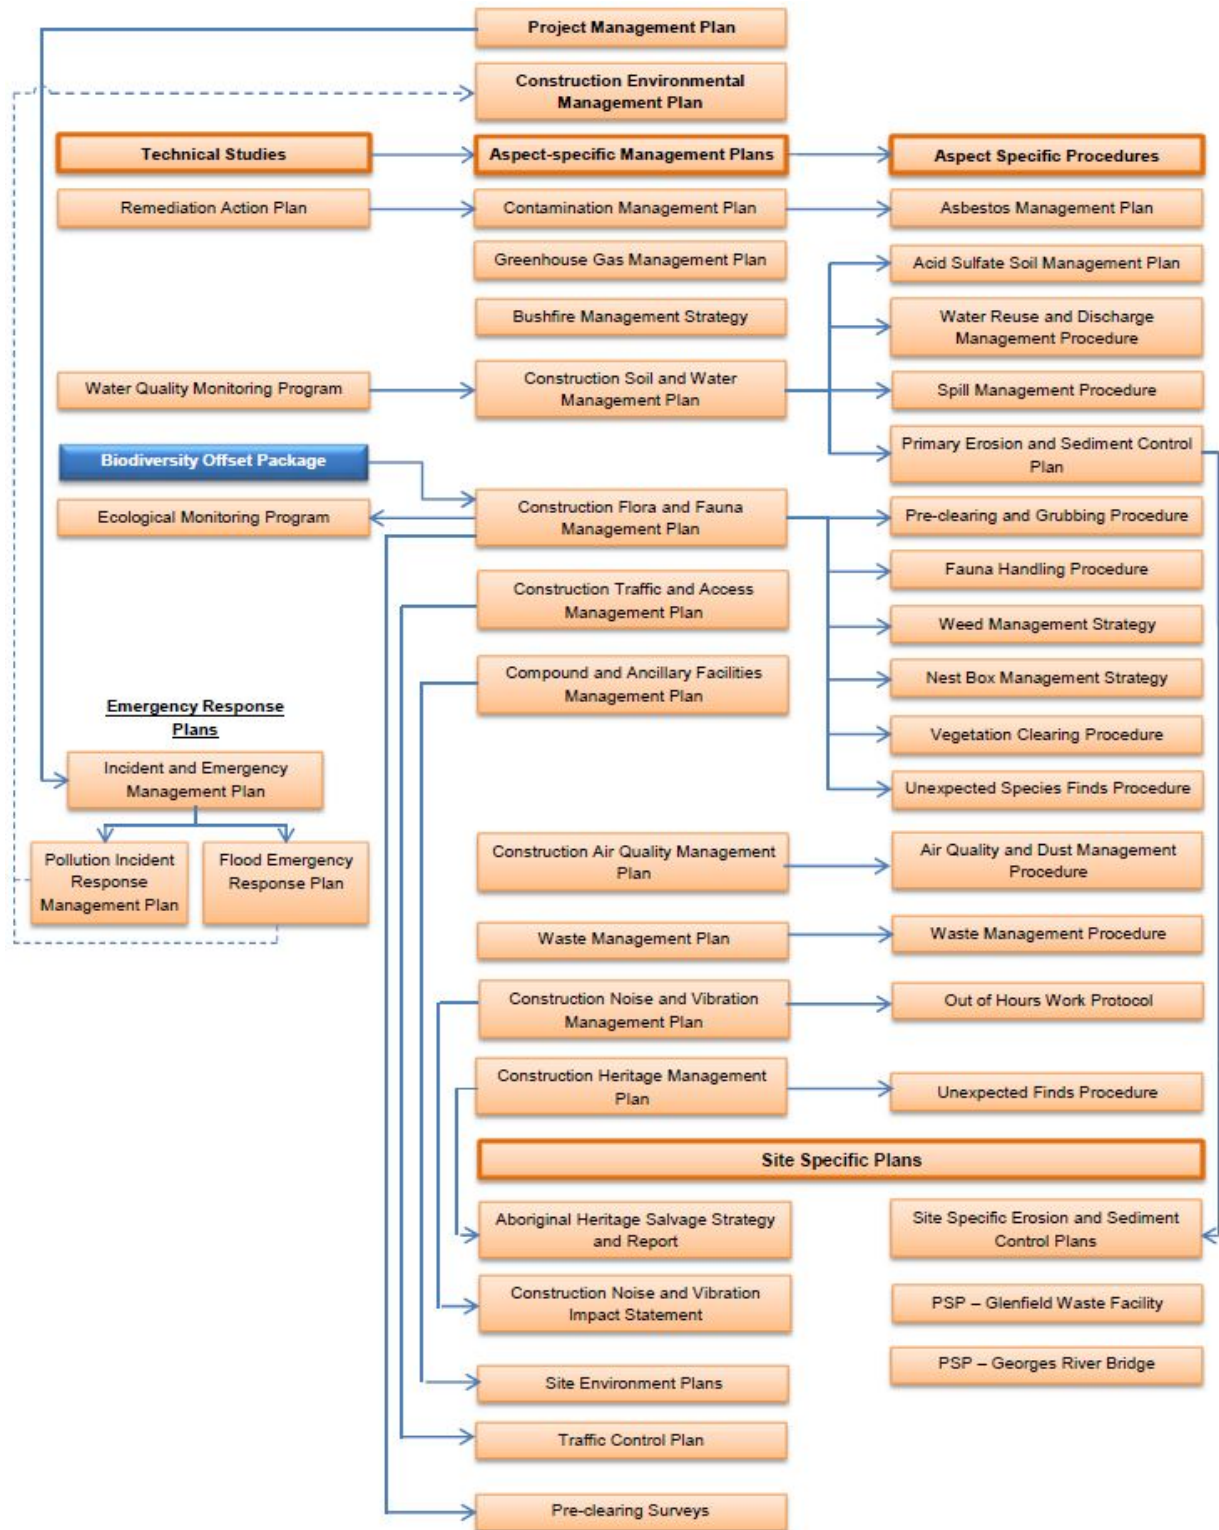 Project Management Plan
Construction Environmental
Management Plan
Technical Studies
Aspect-specific Management Plans
Aspect Specific Procedures
Remediation Action Plan
Contamination Management Plan
Asbestos Management Plan
Greenhouse Gas Management Plan
Acid Sulfate Soil Management Plan
Bushfire Management Strategy
Water Reuse and Discharge
Management Procedure
Water Quality Monitoring Program
Construction Soil and Water
Management Plan
Spill Management Procedure
Biodiversity Offset Package
Primary Erosion and Sediment Control
Plan
Ecological Monitoring Program
Construction Flora and Fauna
Management Plan
Pre-clearing and Grubbing Procedure
Fauna Handling Procedure
Construction Traffic and Access
Management Plan
Weed Management Strategy
Compound and Ancillary Facilities
Management Plan
Nest Box Management Strategy
Emergency Response
Plans
Vegetation Clearing Procedure
Incident and Emergency
Management Plan
Unexpected Species Finds Procedure
Pollution Incident
Response
Management Plan
Flood Emergency
Response Plan
Construction Air Quality Management
Plan
Air Quality and Dust Management
Procedure
Waste Management Plan
Waste Management Procedure
Construction Noise and Vibration
Management Plan
Out of Hours Work Protocol
Construction Heritage Management
Plan
Unexpected Finds Procedure
Site Specific Plans
Aboriginal Heritage Salvage Strategy
and Report
Site Specific Erosion and Sediment
Control Plans
Construction Noise and Vibration
Impact Statement
PSP – Glenfield Waste Facility
PSP – Georges River Bridge
Site Environment Plans
Traffic Control Plan
Pre-clearing Surveys